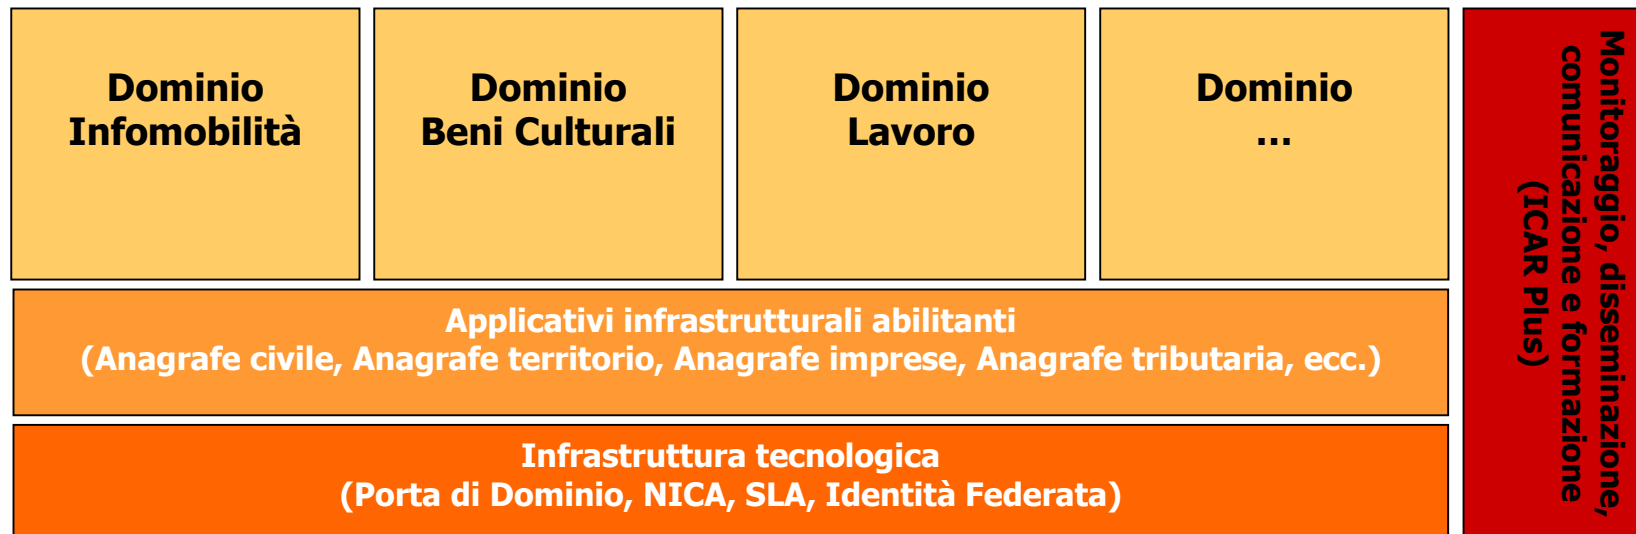 Dominio
Infomobilità
Dominio
Beni Culturali
Dominio
Lavoro
Dominio
...
Applicativi infrastrutturali abilitanti
(Anagrafe civile, Anagrafe territorio, Anagrafe imprese, Anagrafe tributaria, ecc.)
Infrastruttura tecnologica
(Porta di Dominio, NICA, SLA, Identità Federata)
Monitoraggio, disseminazione,
comunicazione e formazione
(ICAR Plus)